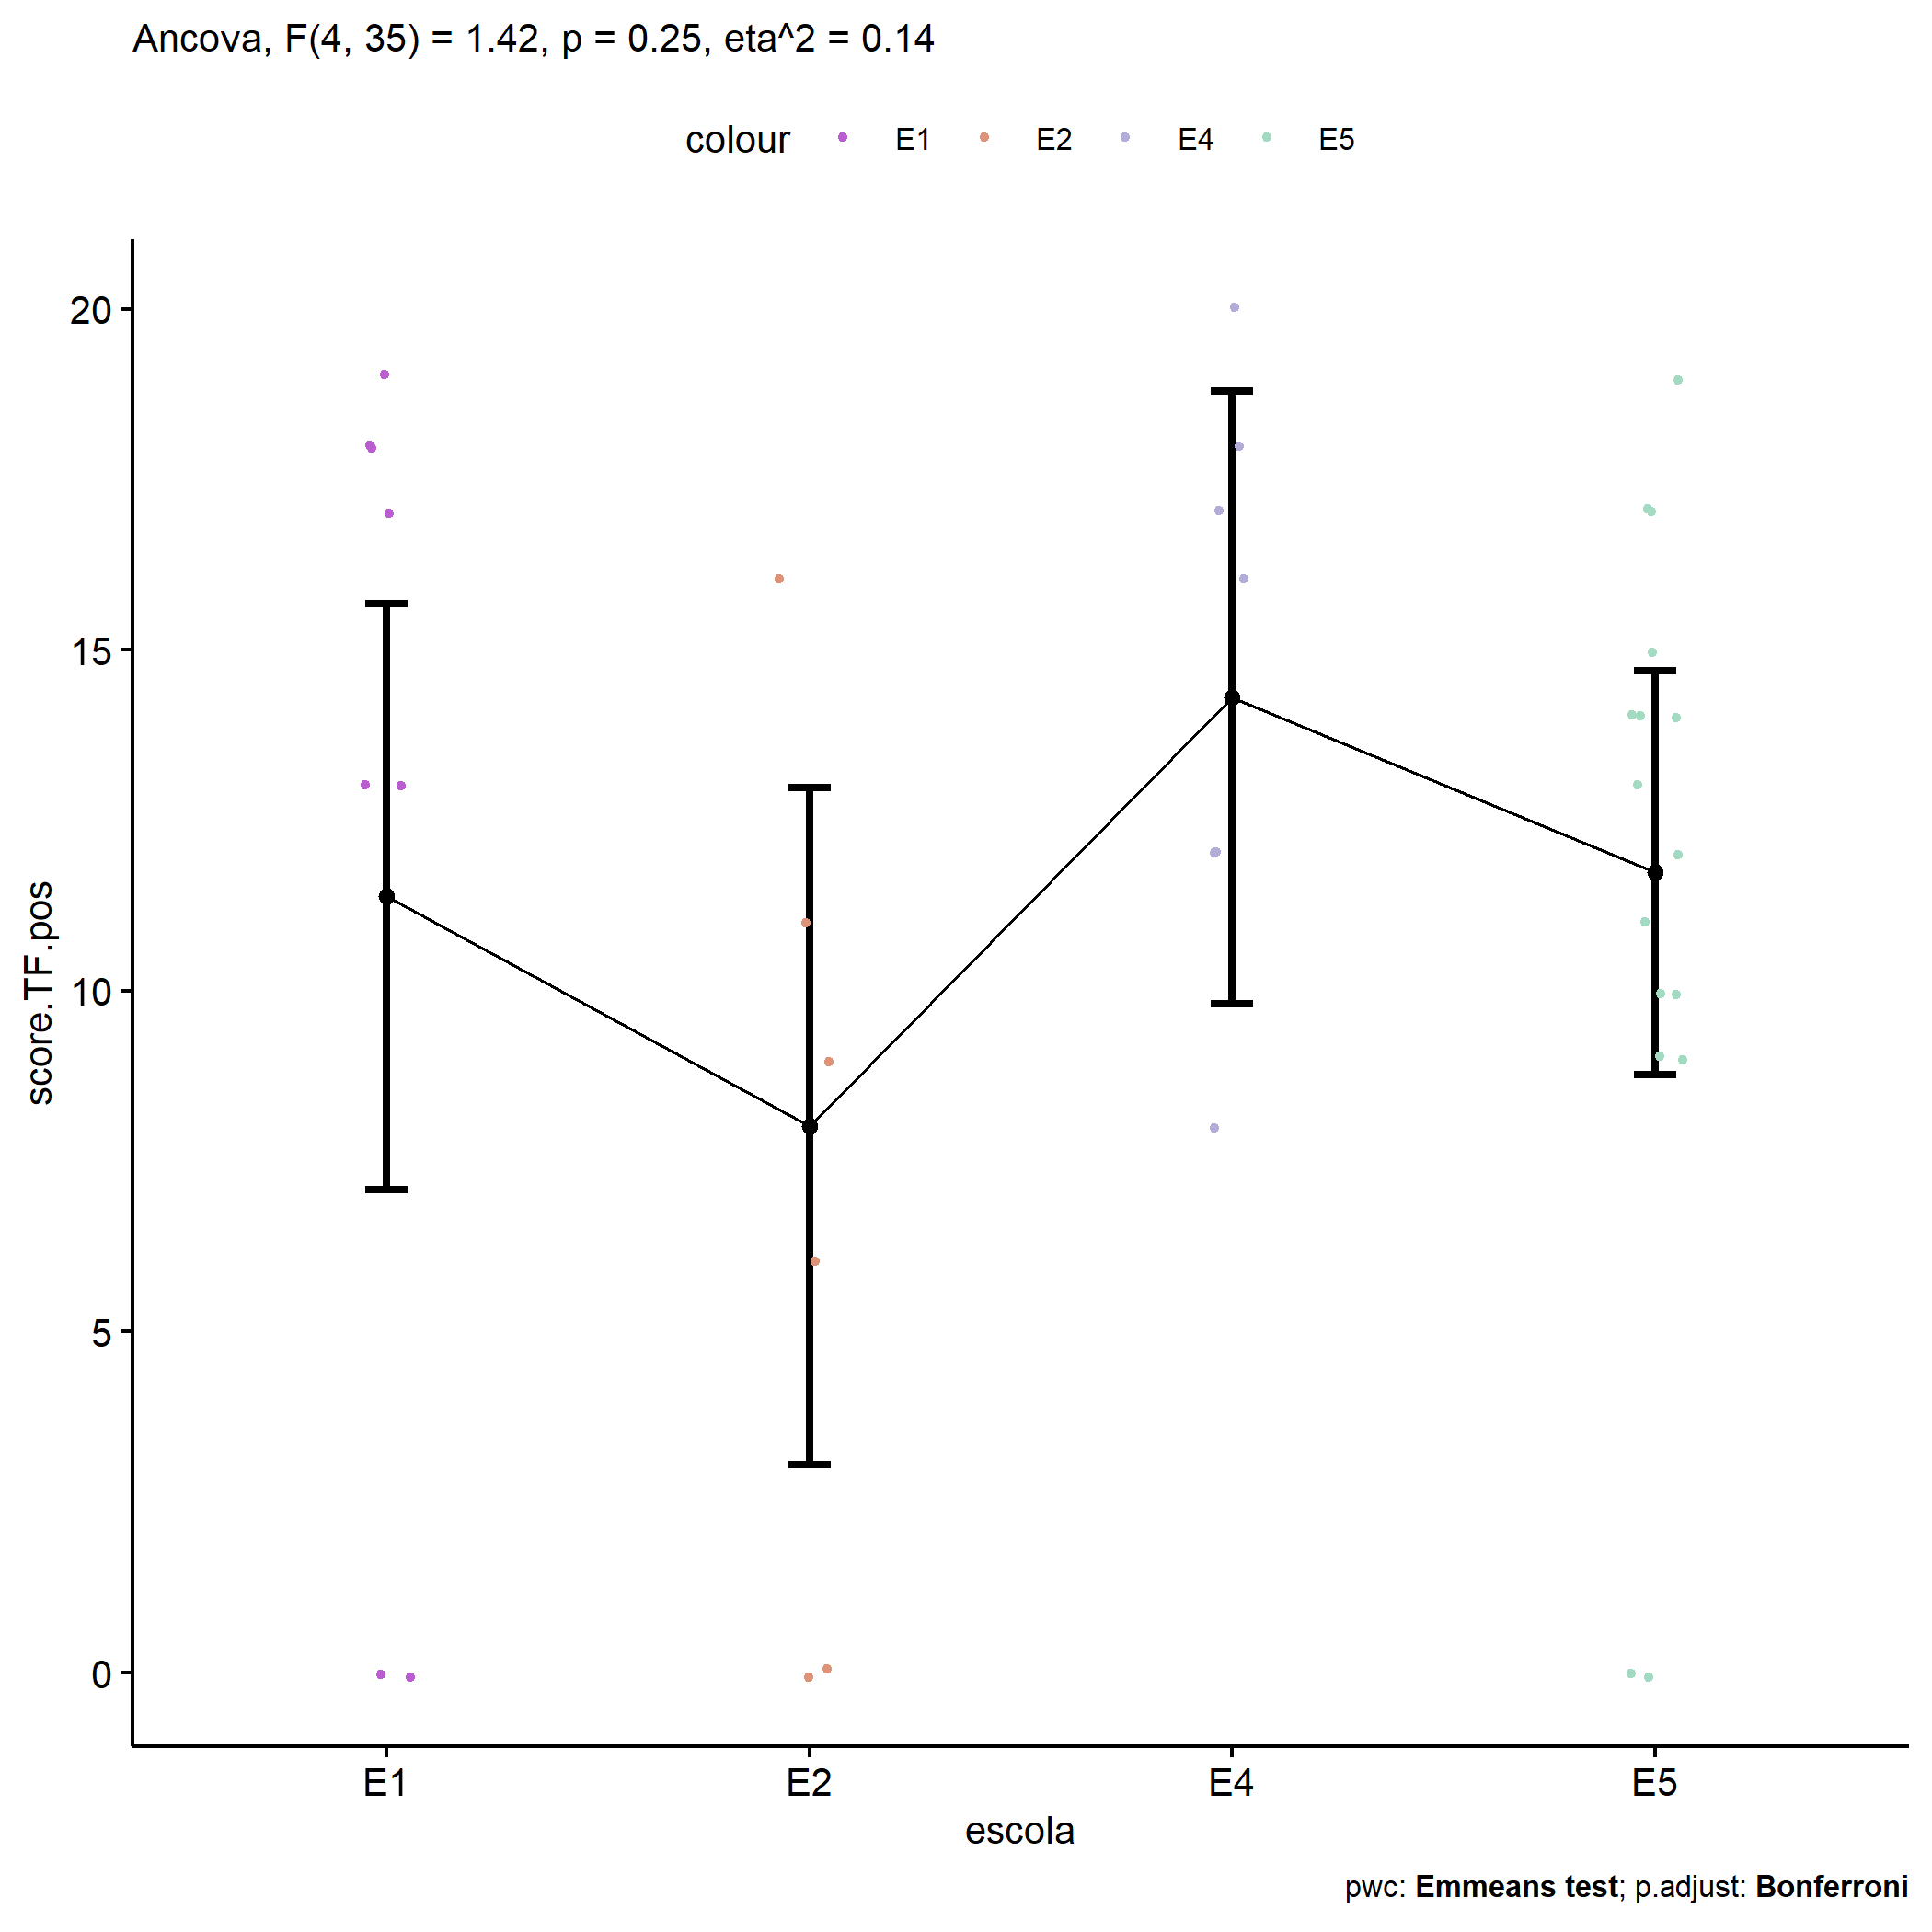 Ancova, F(4, 35) = 1.42, p = 0.25, eta^2 = 0.14
colour E1 E2 E4 E5
score.TF.pos
20
15
10
5
0
E1 E2 E4 E5
escola
pwc: Emmeans test; p.adjust: Bonferroni